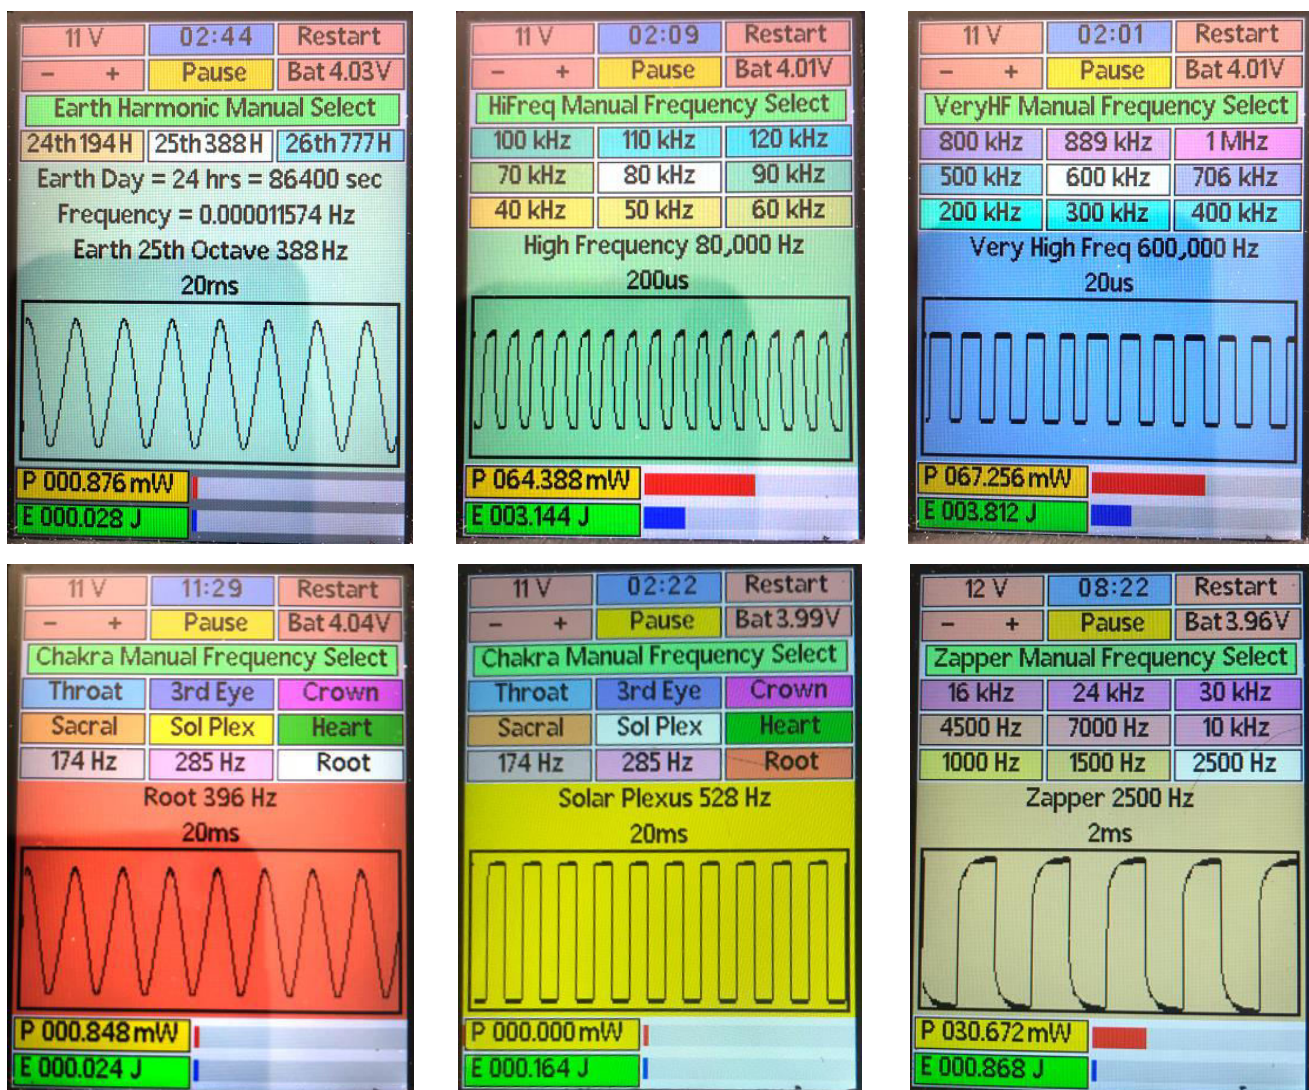 11 V 02:44 Restart
– + Pause Bat 4.03V
Earth Harmonic Manual Select
24th 194 H 25th 388 H 26th 777 H
Earth Day = 24 hrs = 86400 sec
Frequency = 0.000011574 Hz
Earth 25th Octave 388 Hz
20ms
P 000.876 mW
E 000.028 J
11 V 02:09 Restart
– + Pause Bat 4.01V
HiFreq Manual Frequency Select
100 kHz 110 kHz 120 kHz
70 kHz 80 kHz 90 kHz
40 kHz 50 kHz 60 kHz
High Frequency 80,000 Hz
200us
P 064.388 mW
E 003.144 J
11 V 02:01 Restart
– + Pause Bat 4.01V
VeryHF Manual Frequency Select
800 kHz 889 kHz 1 MHz
500 kHz 600 kHz 706 kHz
200 kHz 300 kHz 400 kHz
Very High Freq 600,000 Hz
20us
P 067.256 mW
E 003.812 J
11 V 11:29 Restart
– + Pause Bat 4.04V
Chakra Manual Frequency Select
Throat 3rd Eye Crown
Sacral Sol Plex Heart
174 Hz 285 Hz Root
Root 396 Hz
20ms
P 000.848 mW
E 000.024 J
11 V 02:22 Restart
– + Pause Bat 3.99V
Chakra Manual Frequency Select
Throat 3rd Eye Crown
Sacral Sol Plex Heart
174 Hz 285 Hz Root
Solar Plexus 528 Hz
20ms
P 000.000 mW
E 000.164 J
12 V 08:22 Restart
– + Pause Bat 3.96V
Zapper Manual Frequency Select
16 kHz 24 kHz 30 kHz
4500 Hz 7000 Hz 10 kHz
1000 Hz 1500 Hz 2500 Hz
Zapper 2500 Hz
2ms
P 030.672 mW
E 000.868 J